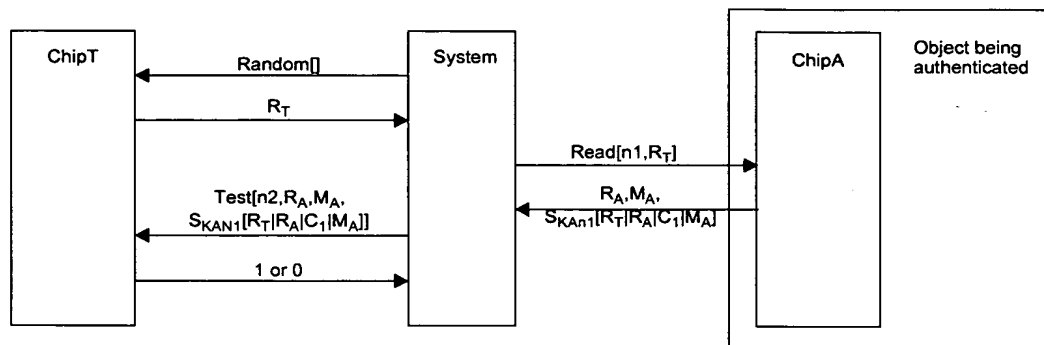 ChipT
System
ChipA
Object being
authenticated
Random[]
R_T
Read[n1,R_T]
R_A,M_A,
S_KAn1[R_T|R_A|C_1|M_A]
Test[n2,R_A,M_A,
S_KAN1[R_T|R_A|C_1|M_A]]
1 or 0